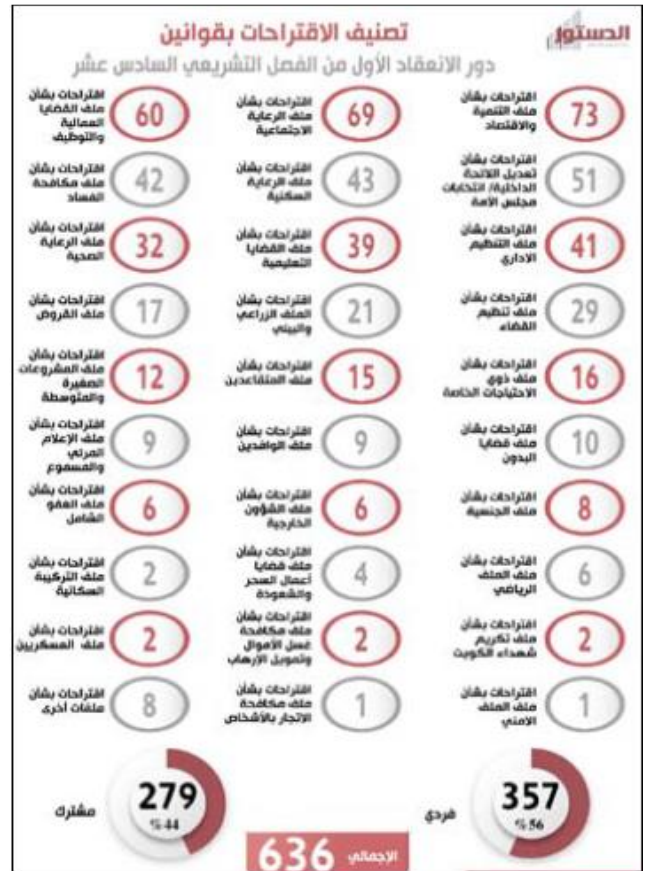 الدستور
تصنيف الاقتراحات بقوانين
دور الانعقاد الأول من الفصل التشريعي السادس عشر
73
اقتراحات بشأن
ملف التنمية
والاقتصاد
69
اقتراحات بشأن
ملف الرعاية
الاجتماعية
60
اقتراحات بشأن
ملف القضايا
العمالية
والتوظيف
51
اقتراحات بشأن
تعديل اللائحة
الداخلية/ انتخابات
مجلس الأمة
43
اقتراحات بشأن
ملف الرعاية
السكنية
42
اقتراحات بشأن
ملف مكافحة
الفساد
41
اقتراحات بشأن
ملف التنظيم
الاداري
39
اقتراحات بشأن
ملف القضايا
التعليمية
32
اقتراحات بشأن
ملف الرعاية
الصحية
29
اقتراحات بشأن
ملف تنظيم
القضاء
21
اقتراحات بشأن
الملف الزراعي
والبيئي
17
اقتراحات بشأن
ملف القروض
16
اقتراحات بشأن
ملف ذوي
الاحتياجات الخاصة
15
اقتراحات بشأن
ملف المتقاعدين
12
اقتراحات بشأن
ملف المشروعات
الصغيرة
والمتوسطة
10
اقتراحات بشأن
ملف قضايا
البدون
9
اقتراحات بشأن
ملف الوافدين
9
اقتراحات بشأن
ملف الإعلام
المرئي
والمسموع
8
اقتراحات بشأن
ملف الجنسية
6
اقتراحات بشأن
ملف الشؤون
الخارجية
6
اقتراحات بشأن
ملف العفو
الشامل
6
اقتراحات بشأن
ملف الملف
الرياضي
4
اقتراحات بشأن
ملف قضايا
أعمال السحر
والشعوذة
2
اقتراحات بشأن
ملف التركيبة
السكانية
2
اقتراحات بشأن
ملف تكريم
شهداء الكويت
2
اقتراحات بشأن
ملف مكافحة
غسل الأموال
وتمويل الإرهاب
2
اقتراحات بشأن
ملف العسكريين
1
اقتراحات بشأن
ملف الملف
الامني
1
اقتراحات بشأن
ملف مكافحة
الاتجار بالأشخاص
8
اقتراحات بشأن
ملفات أخرى
357
%56
فردي
279
%44
مشترك
الإجمالي 636